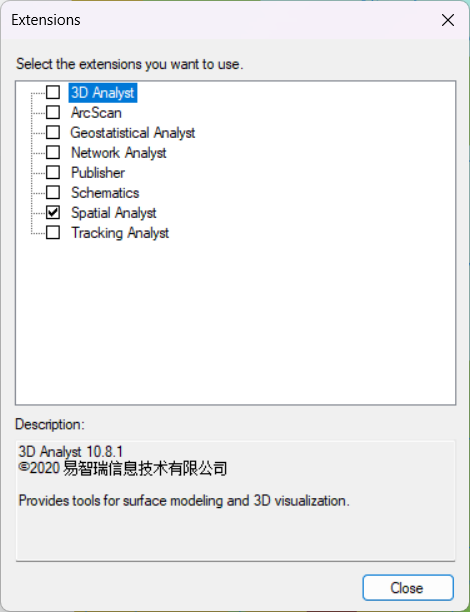 Extensions
Select the extensions you want to use.
3D Analyst
ArcScan
Geostatistical Analyst
Network Analyst
Publisher
Schematics
Spatial Analyst
Tracking Analyst
Description:
3D Analyst 10.8.1
©2020 易智瑞信息技术有限公司
Provides tools for surface modeling and 3D visualization.
Close